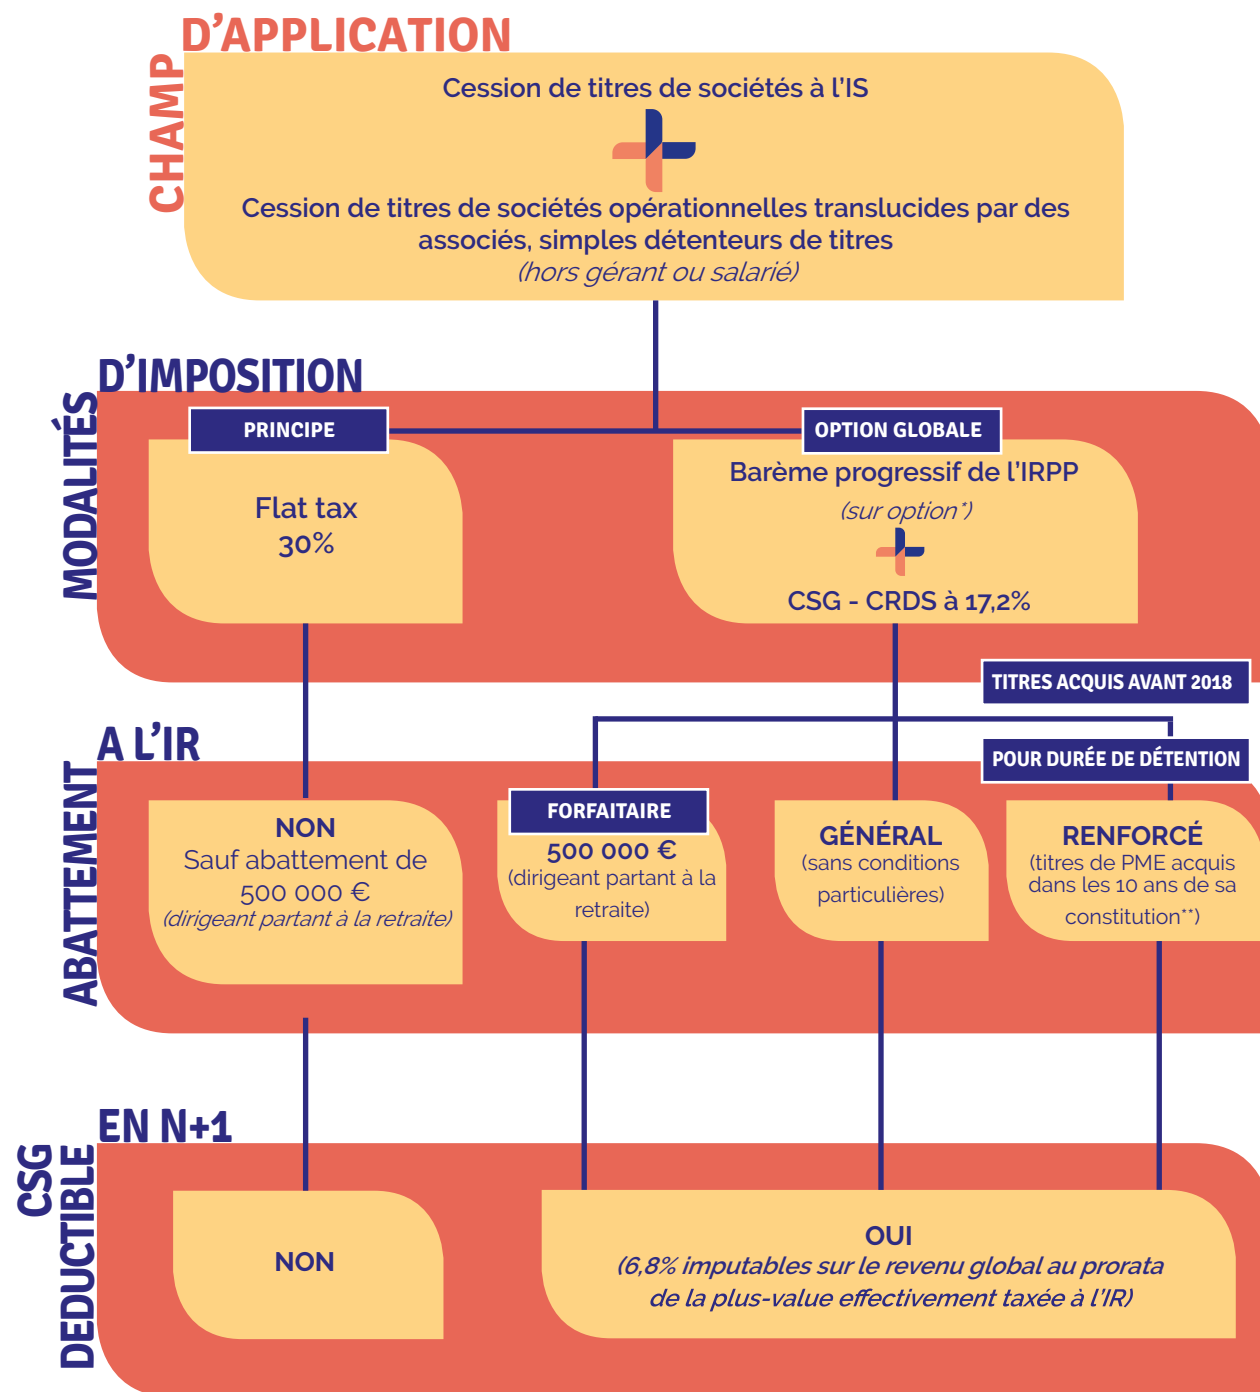 D'APPLICATION
CHAMP
Cession de titres de sociétés à l'IS
Cession de titres de sociétés opérationnelles translucides par des
associés, simples détenteurs de titres
(hors gérant ou salarié)
D'IMPOSITION
MODALITÉS
PRINCIPE
Flat tax
30%
OPTION GLOBALE
Barème progressif de l'IRPP
(sur option*)
CSG - CRDS à 17,2%
TITRES ACQUIS AVANT 2018
POUR DURÉE DE DÉTENTION
A L'IR
ABATTEMENT
NON
Sauf abattement de
500 000 €
(dirigeant partant à la retraite)
FORFAITAIRE
500 000 €
(dirigeant partant à la
retraite)
GÉNÉRAL
(sans conditions
particulières)
RENFORCÉ
(titres de PME acquis
dans les 10 ans de sa
constitution**)
EN N+1
CSG
DEDUCTIBLE
NON
OUI
(6,8% imputables sur le revenu global au prorata
de la plus-value effectivement taxée à l'IR)